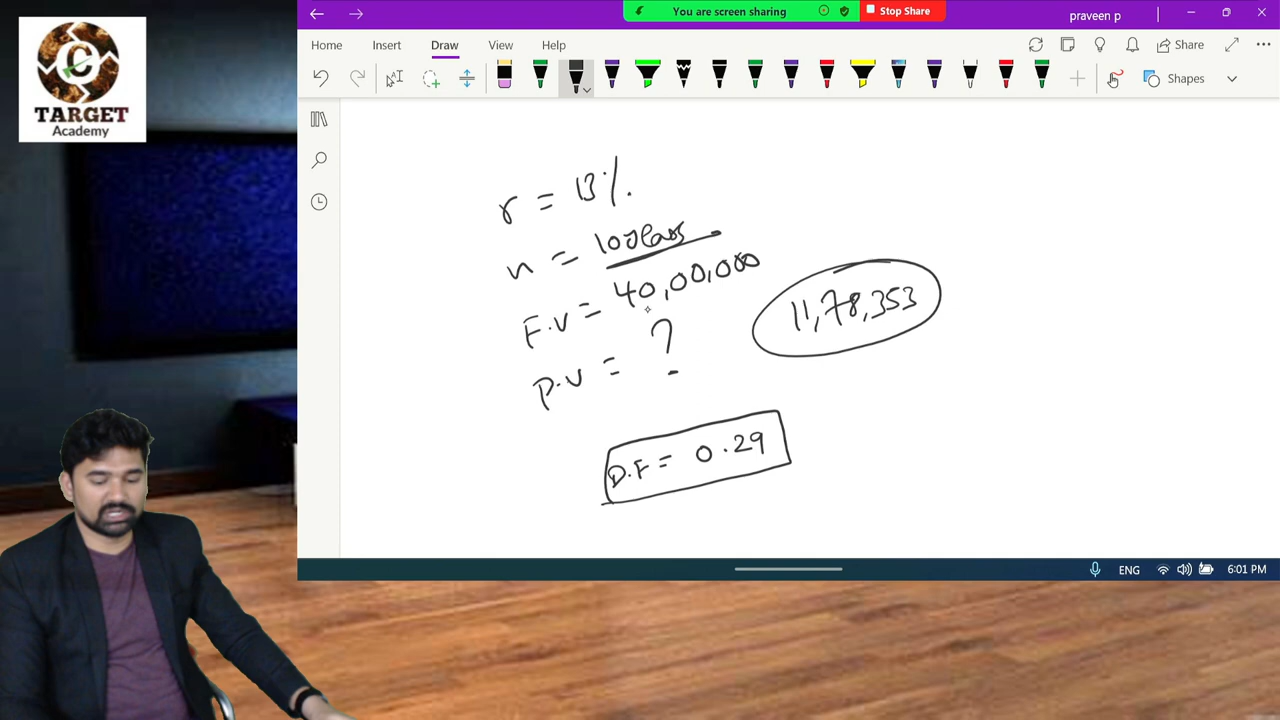 TARGET
Academy
You are screen sharing
Stop Share
praveen p
Home Insert Draw View Help
Share
Shapes
r = 13%.
n = 10 years
F.V = 40,00,000
P.V = ?
11,78,353
D.F = 0.29
ENG
6:01 PM